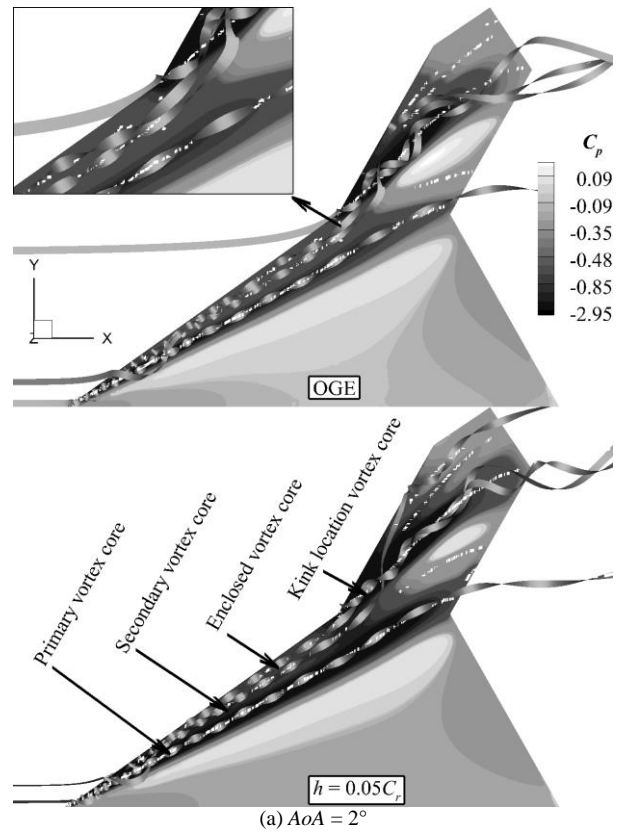 C_p
0.09
-0.09
-0.35
-0.48
-0.85
-2.95
Y
Z
X
OGE
Primary vortex core
Secondary vortex core
Enclosed vortex core
Kink location vortex core
h = 0.05C_r
(a) AoA = 2°